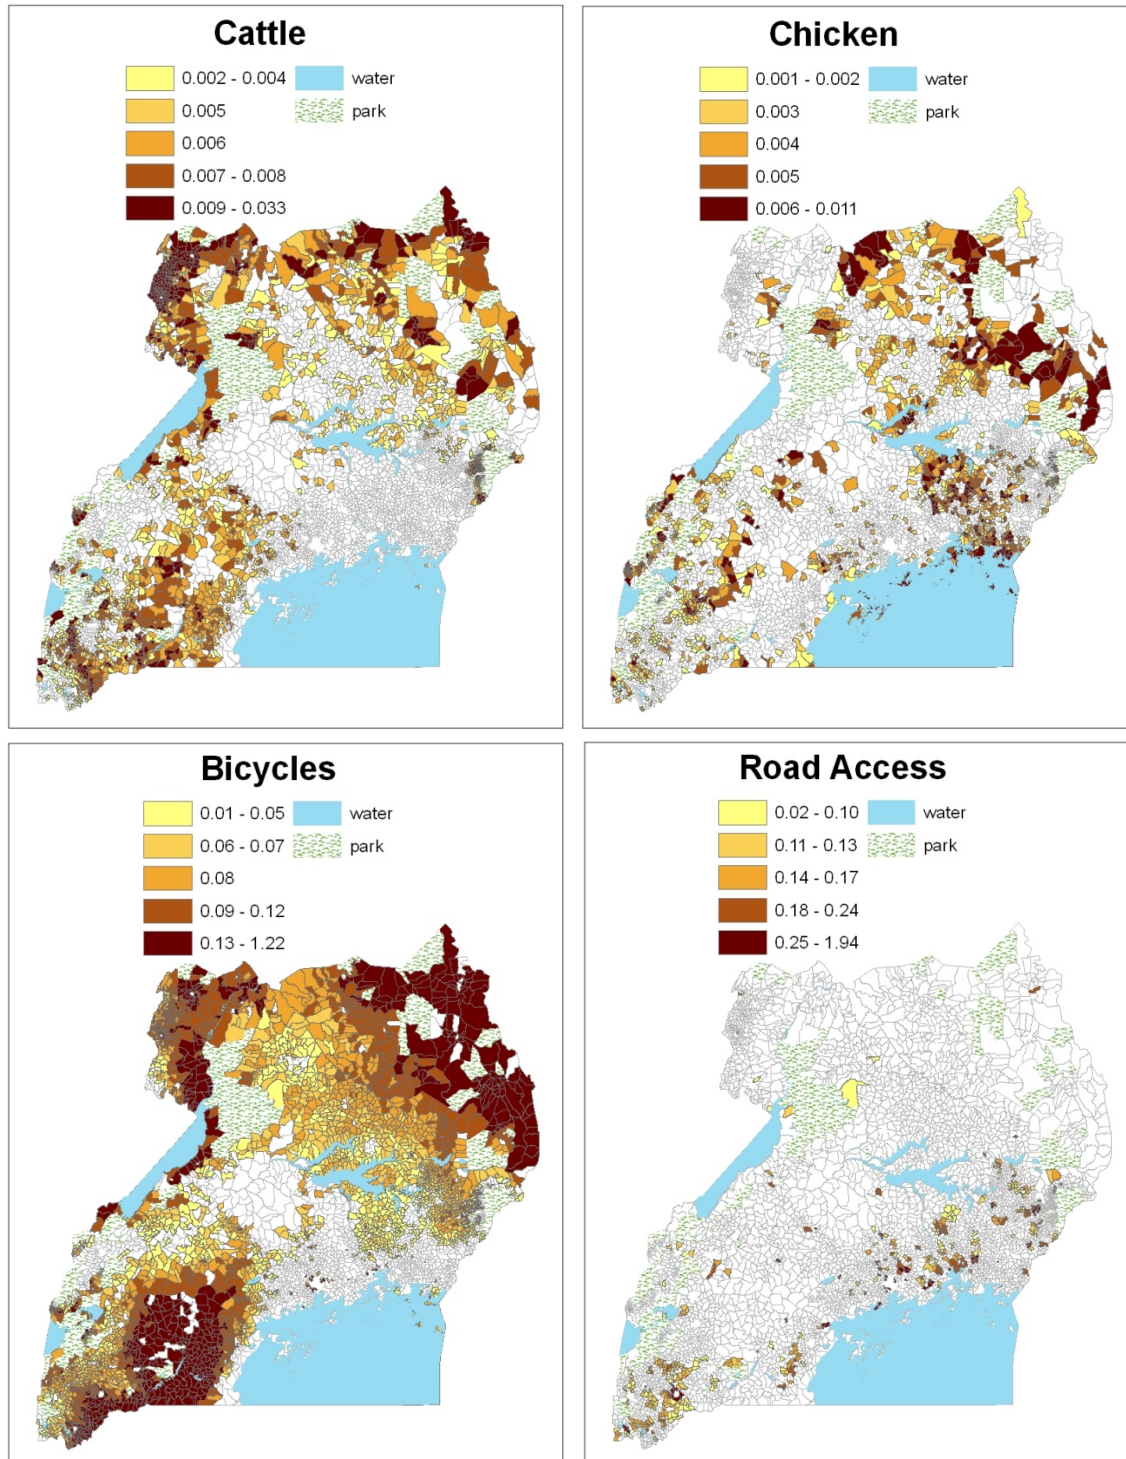 Cattle
0.002 - 0.004 water
0.005 park
0.006
0.007 - 0.008
0.009 - 0.033
Chicken
0.001 - 0.002 water
0.003 park
0.004
0.005
0.006 - 0.011
Bicycles
0.01 - 0.05 water
0.06 - 0.07 park
0.08
0.09 - 0.12
0.13 - 1.22
Road Access
0.02 - 0.10 water
0.11 - 0.13 park
0.14 - 0.17
0.18 - 0.24
0.25 - 1.94